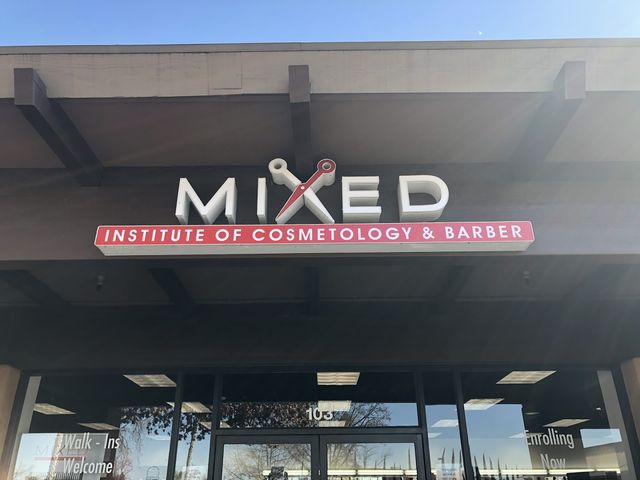 MIXED
INSTITUTE OF COSMETOLOGY & BARBER
103
Walk - Ins
Welcome
Enrolling
Now